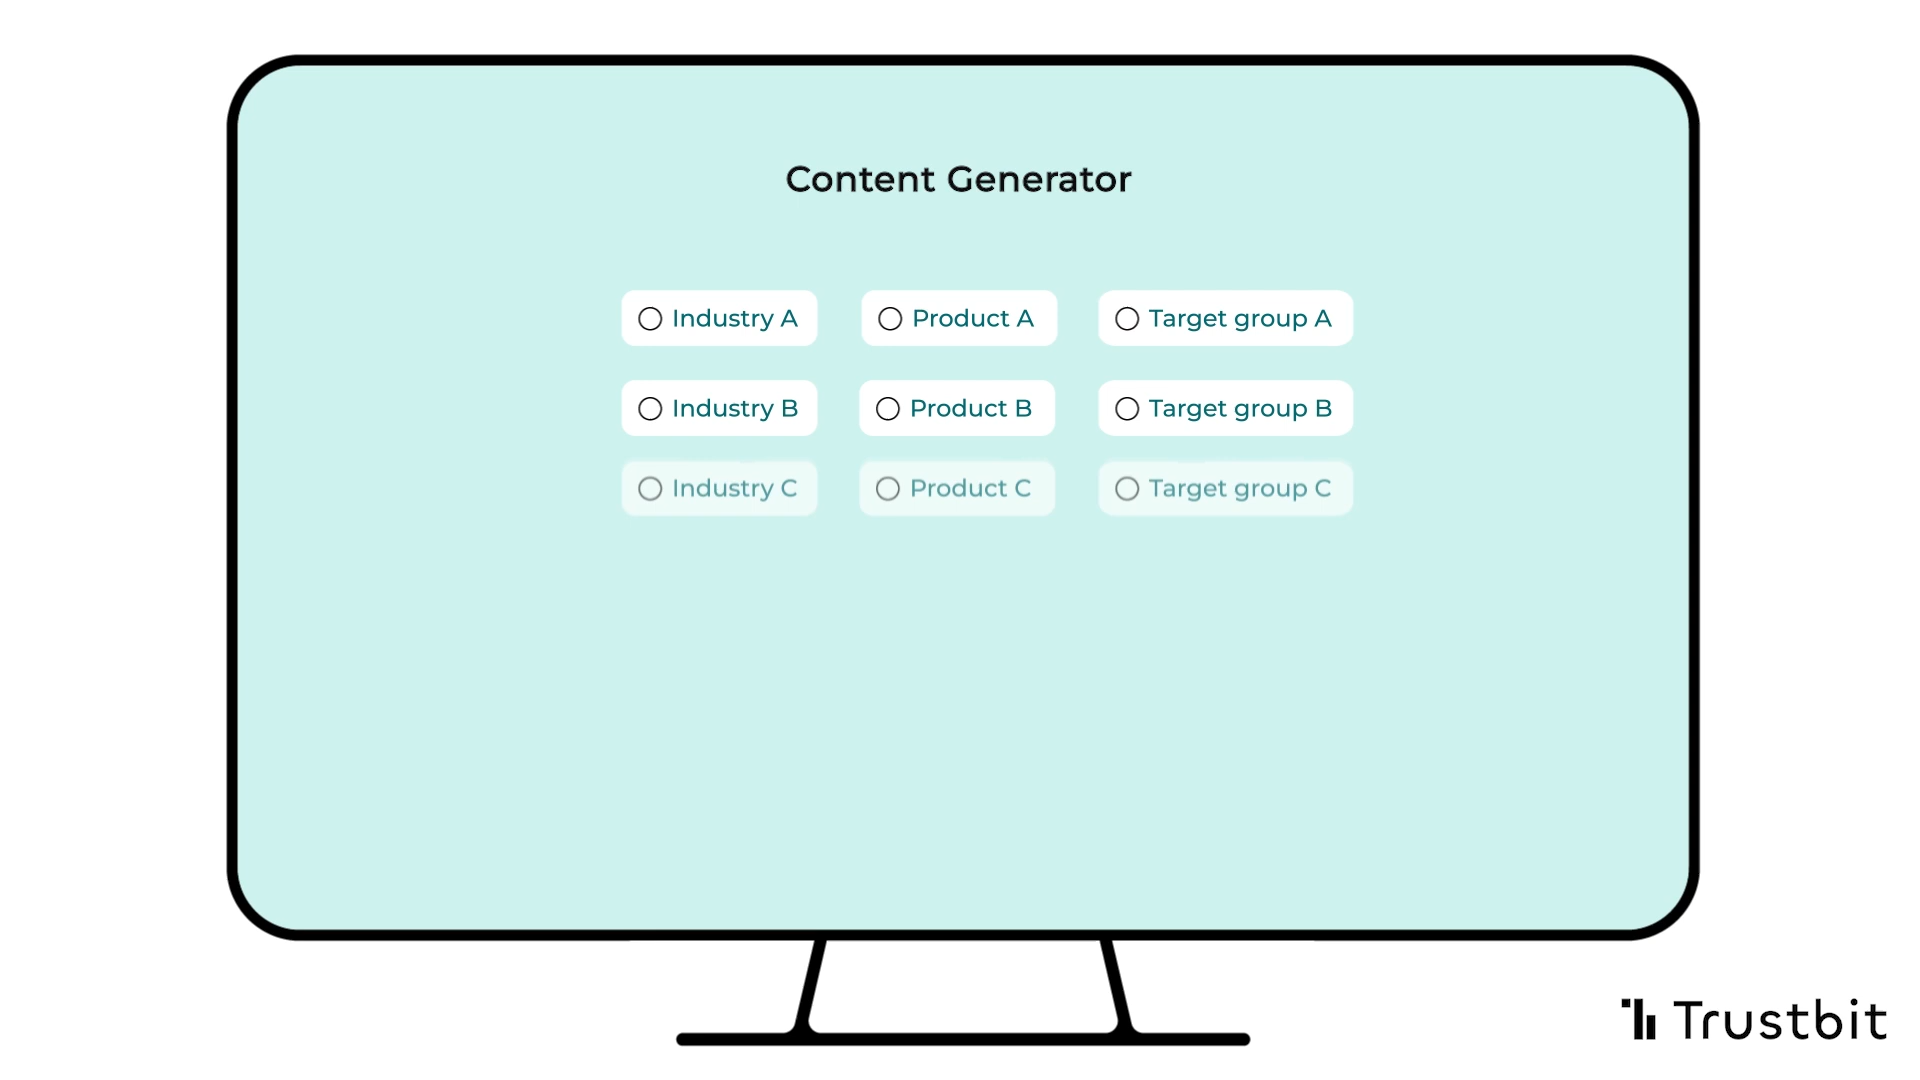 Content Generator
Industry A Product A Target group A
Industry B Product B Target group B
Industry C Product C Target group C
Trustbit